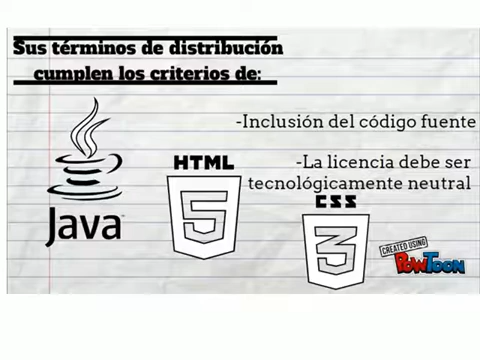 Sus términos de distribución
cumplen los criterios de:
-Inclusión del código fuente
-La licencia debe ser
tecnológicamente neutral
Java
HTML
5
CSS
3
CREATED USING
POWTOON